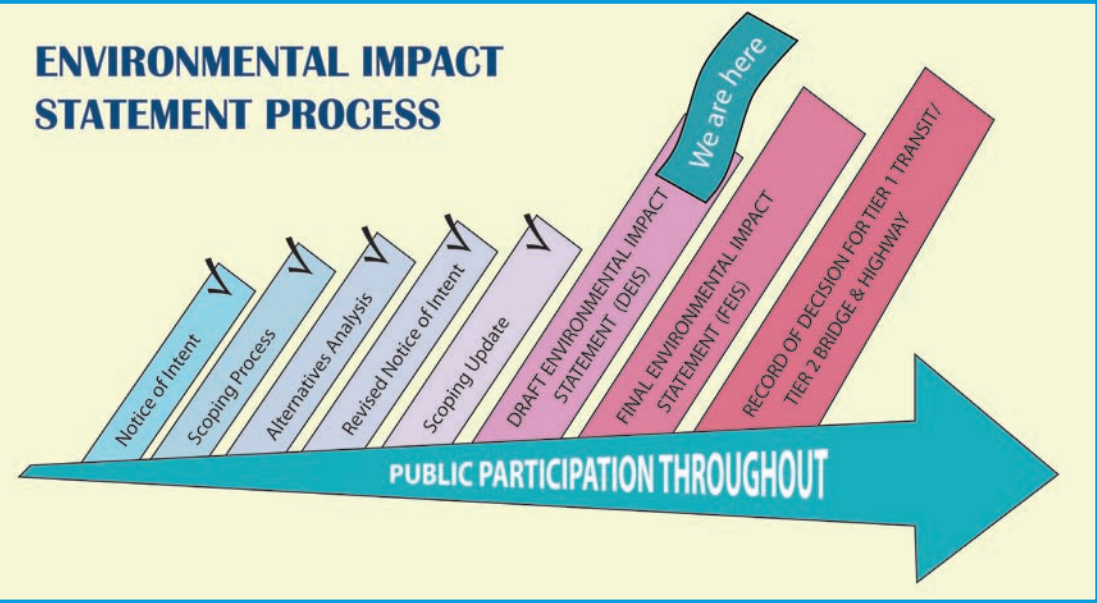 ENVIRONMENTAL IMPACT
STATEMENT PROCESS
Notice of Intent
Scoping Process
Alternatives Analysis
Revised Notice of Intent
Scoping Update
DRAFT ENVIRONMENTAL IMPACT
STATEMENT (DEIS)
We are here
FINAL ENVIRONMENTAL IMPACT
STATEMENT (FEIS)
RECORD OF DECISION FOR TIER 1 TRANSIT/
TIER 2 BRIDGE & HIGHWAY
PUBLIC PARTICIPATION THROUGHOUT